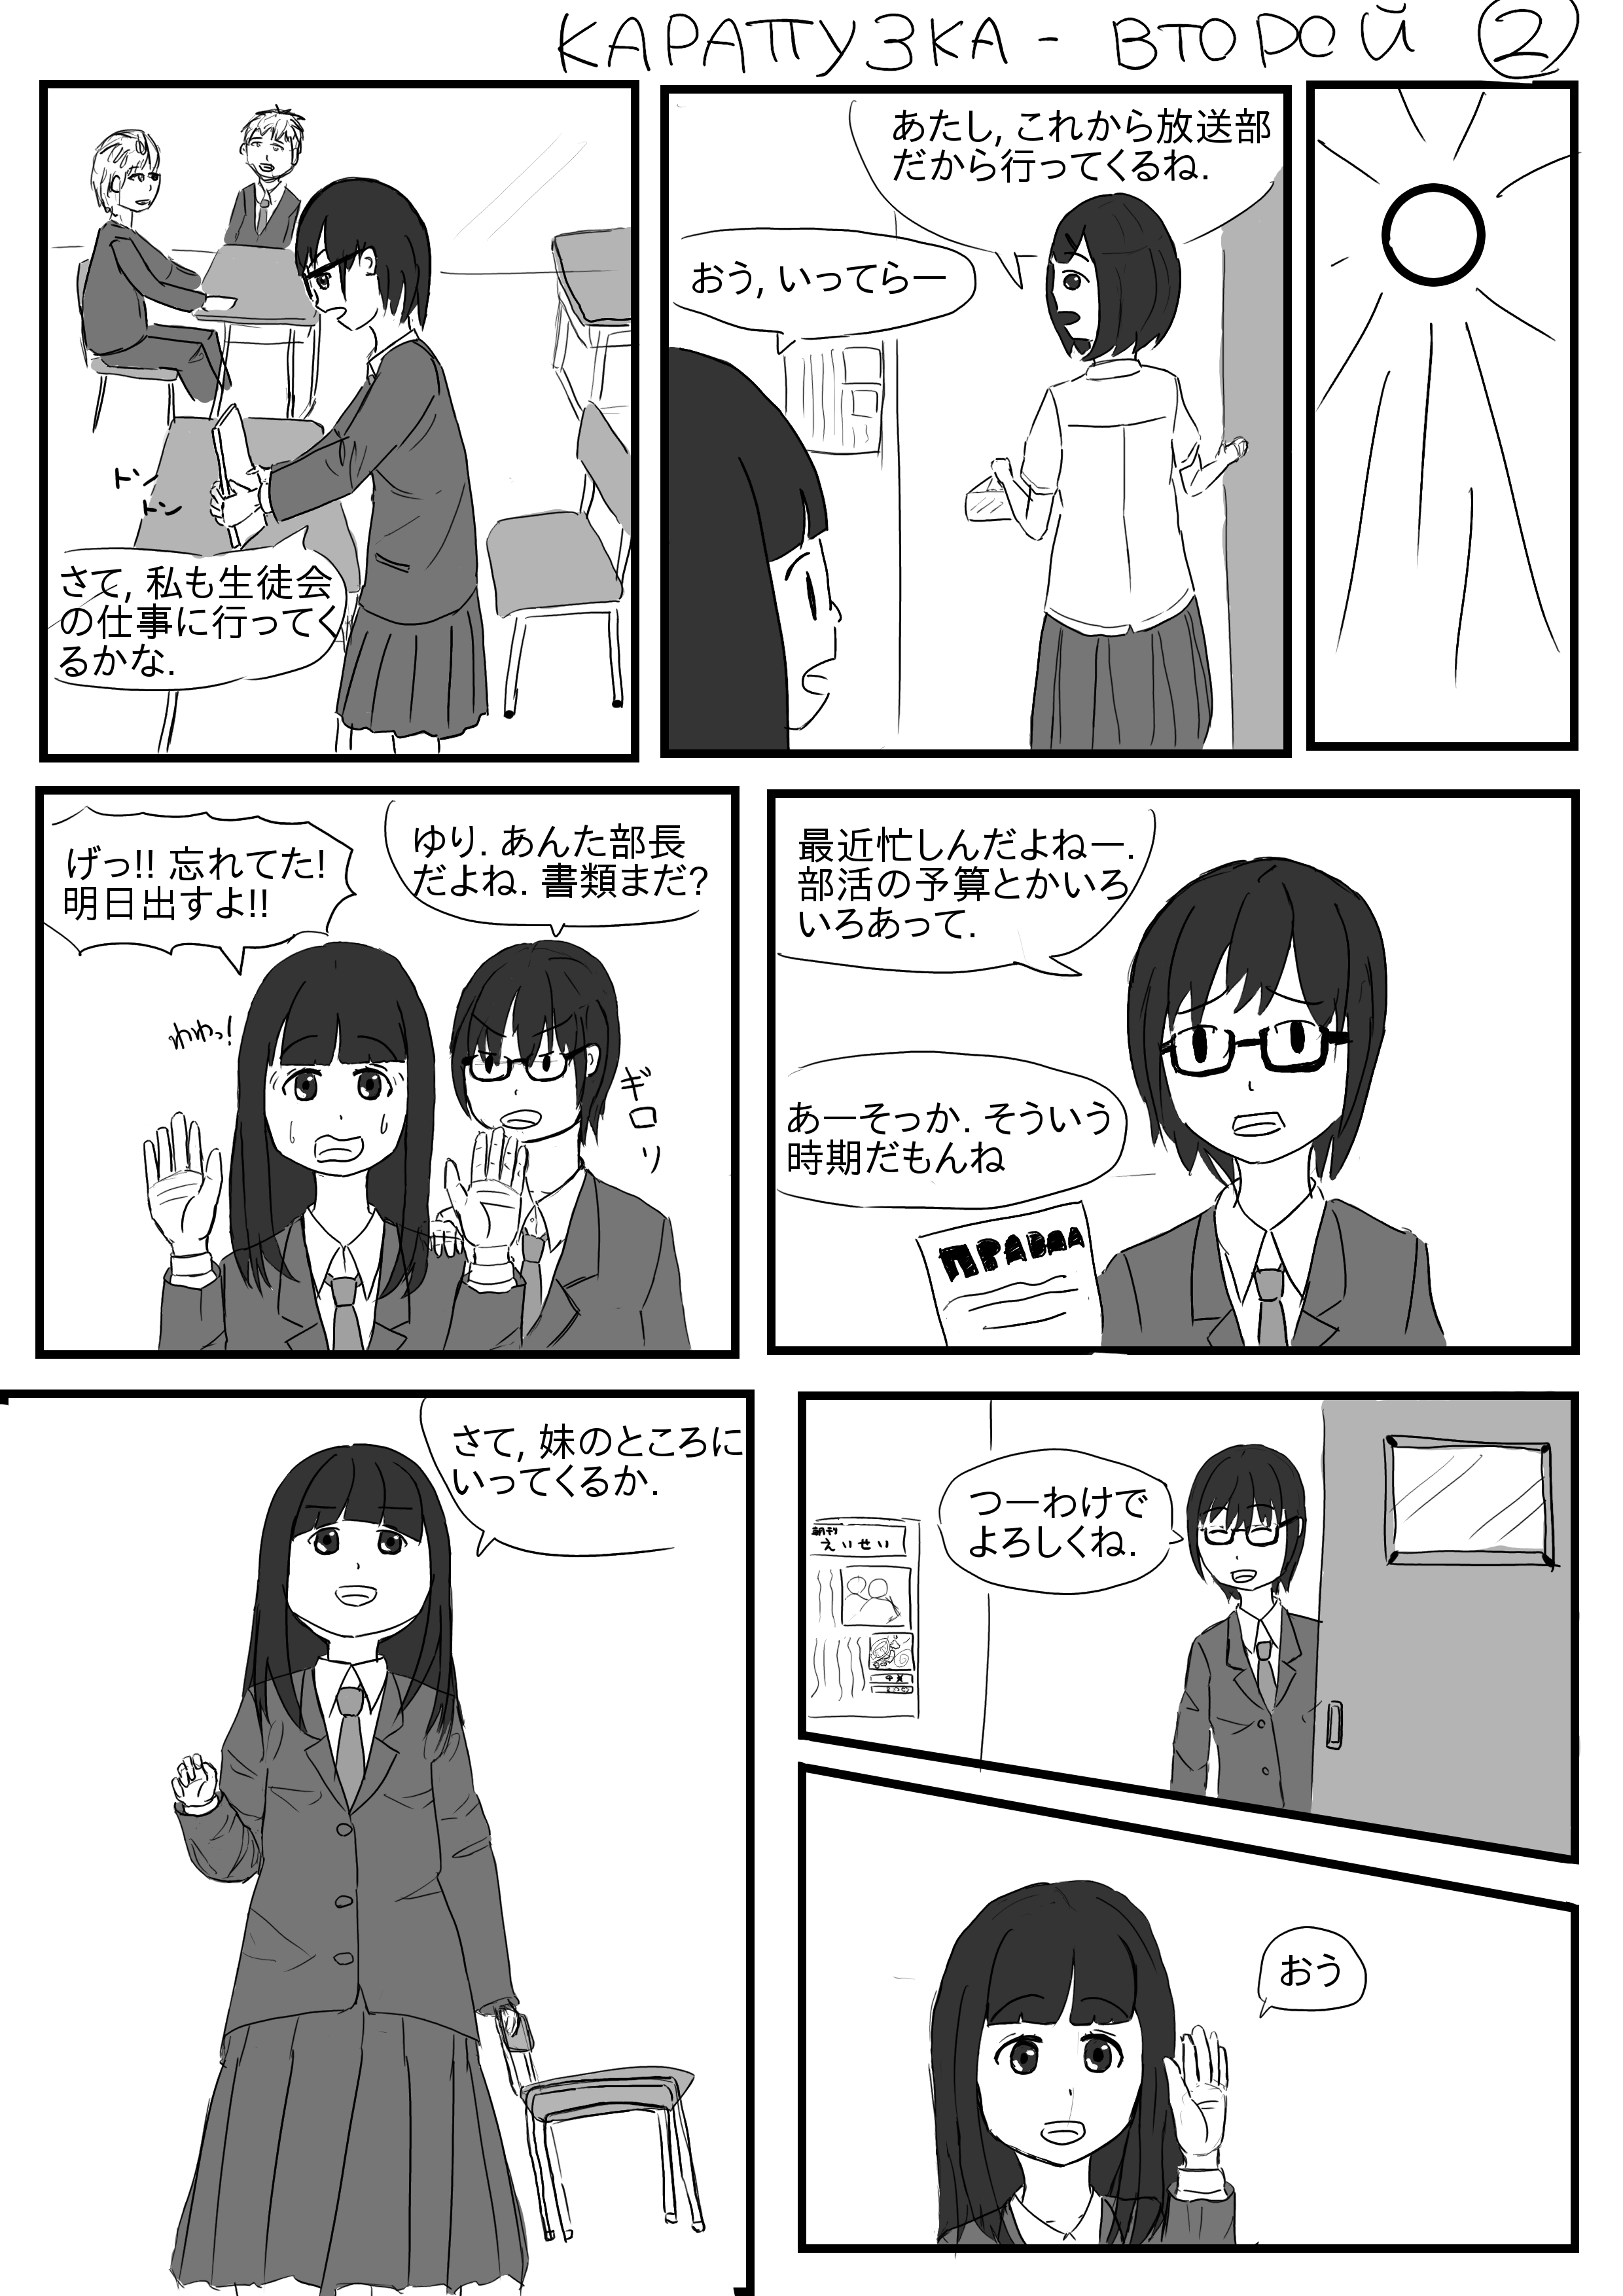 КАРАПУЗКА - ВТОРОЙ ②
あたし, これから放送部
だから行ってくるね.
おう, いってらー
ドン
トン
さて, 私も生徒会
の仕事に行ってく
るかな.
最近忙しんだよねー.
部活の予算とかいろ
いろあって.
あーそっか. そういう
時期だもんね
ПРАВДА
ゆり. あんた部長
だよね. 書類まだ?
げっ!! 忘れてた!
明日出すよ!!
わわっ!
ギロリ
つーわけで
よろしくね.
朝刊
えいせい
おう
さて, 妹のところに
いってくるか.